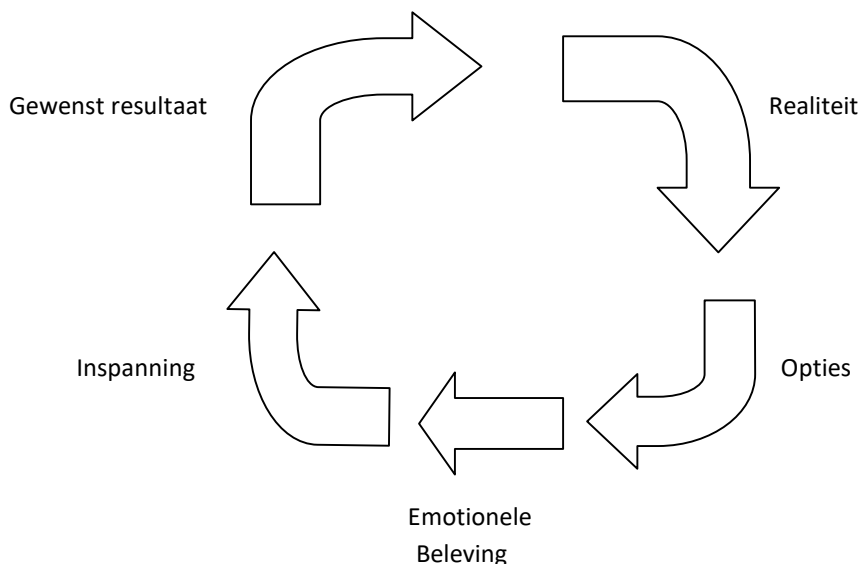 Gewenst resultaat
Realiteit
Inspanning
Opties
Emotionele
Beleving